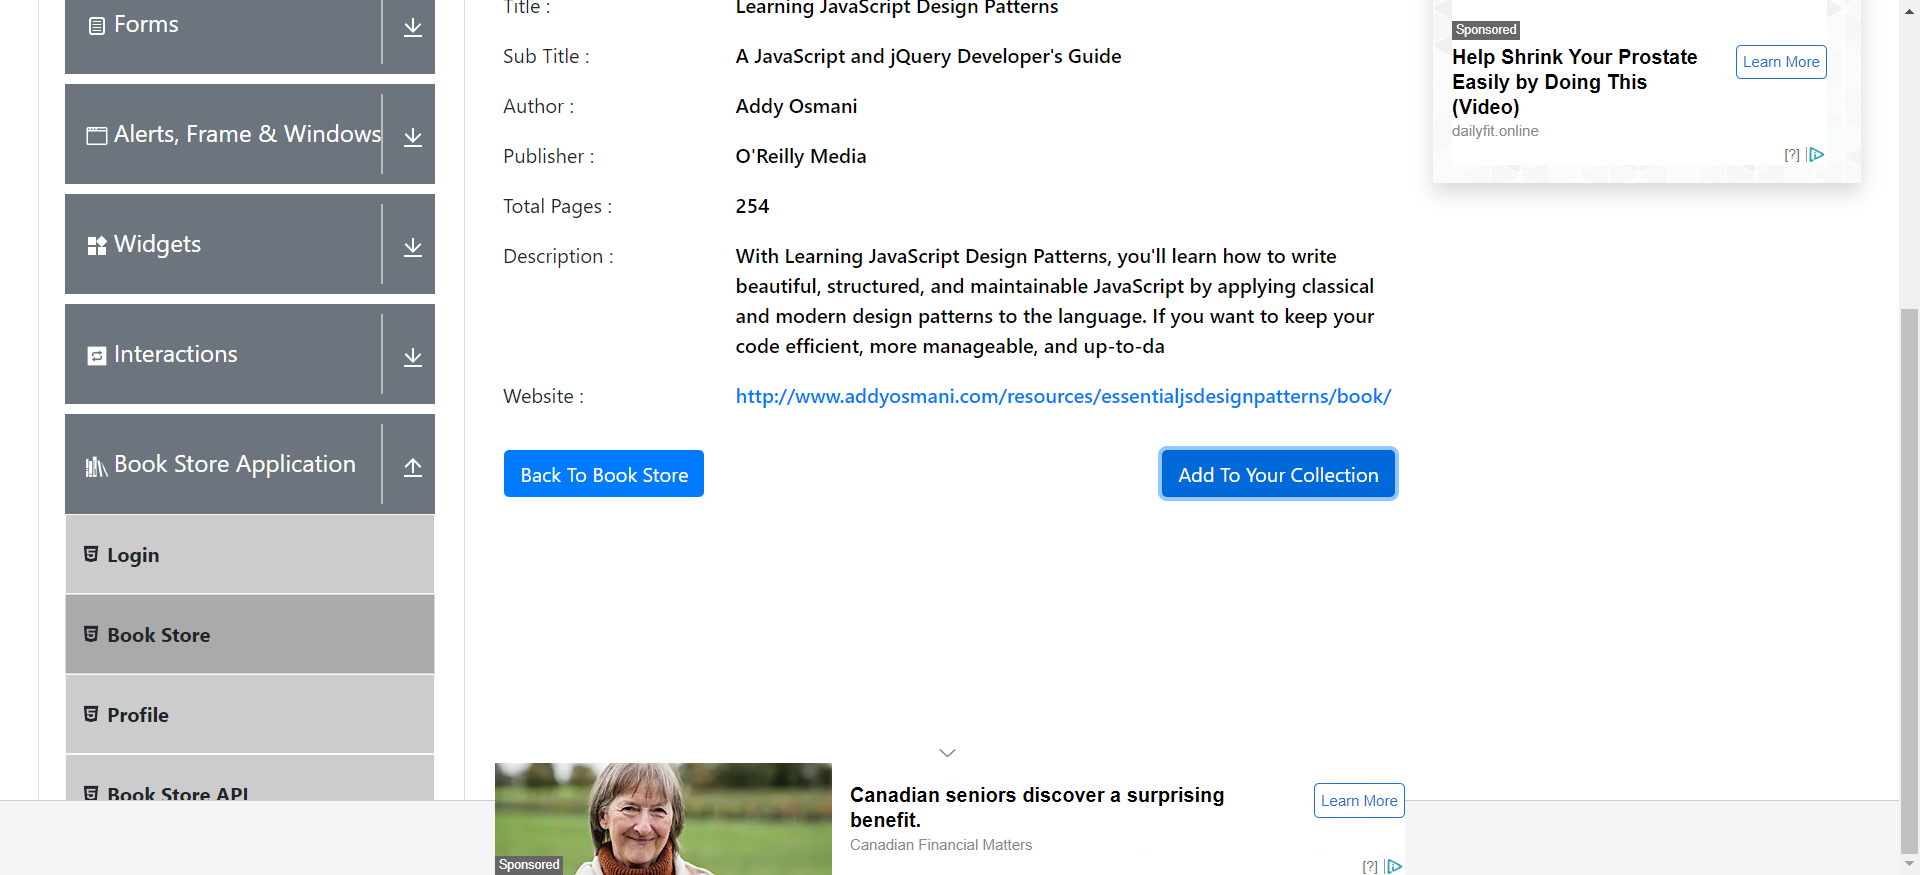 Forms
Alerts, Frame & Windows
Widgets
Interactions
Book Store Application
Login
Book Store
Profile
Book Store API
Title :
Learning JavaScript Design Patterns
Sub Title :
A JavaScript and jQuery Developer's Guide
Author :
Addy Osmani
Publisher :
O'Reilly Media
Total Pages :
254
Description :
With Learning JavaScript Design Patterns, you'll learn how to write
beautiful, structured, and maintainable JavaScript by applying classical
and modern design patterns to the language. If you want to keep your
code efficient, more manageable, and up-to-da
Website :
http://www.addyosmani.com/resources/essentialjsdesignpatterns/book/
Back To Book Store
Add To Your Collection
Sponsored
Help Shrink Your Prostate
Easily by Doing This
(Video)
dailyfit.online
Learn More
[?]
Sponsored
Canadian seniors discover a surprising
benefit.
Canadian Financial Matters
Learn More
[?]